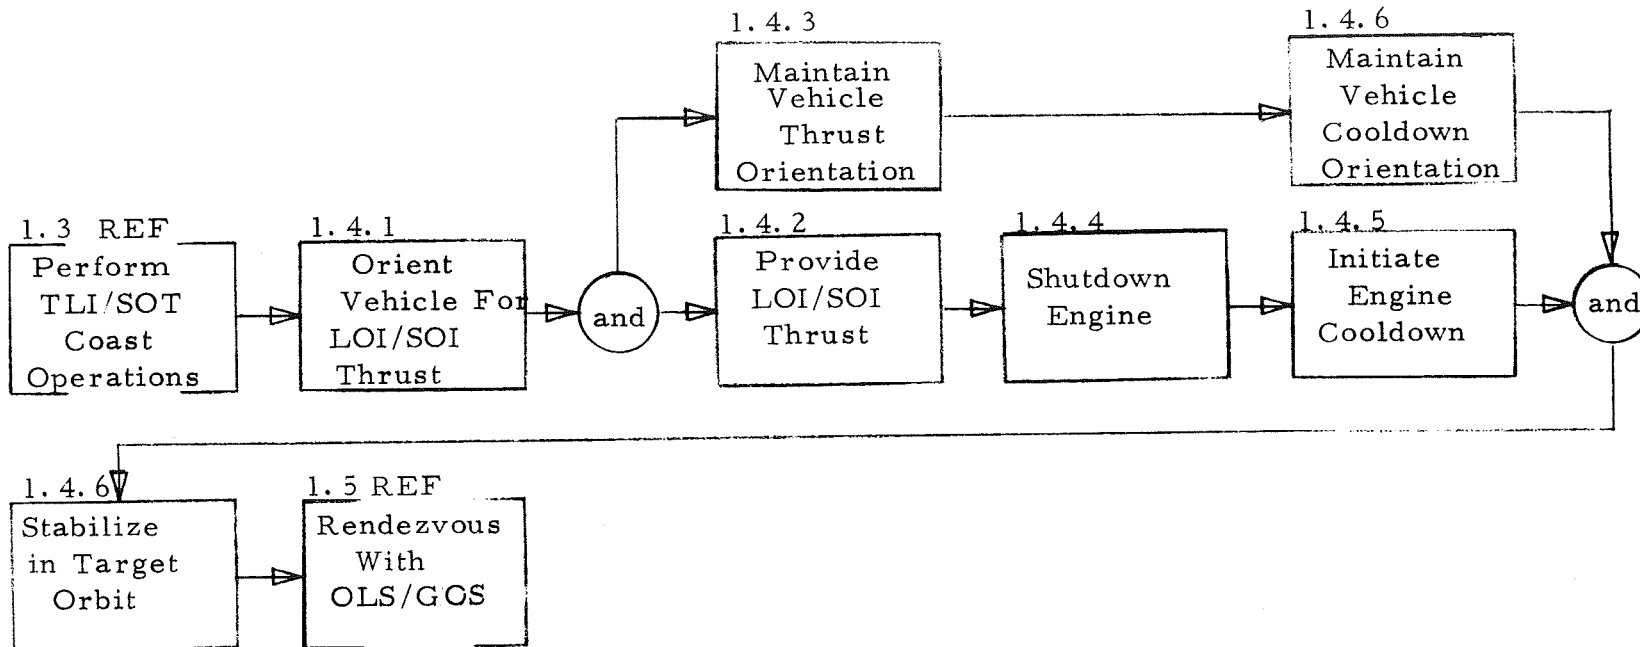 1.4.3
Maintain
Vehicle
Thrust
Orientation
1.4.6
Maintain
Vehicle
Cooldown
Orientation
1.3 REF
Perform
TLI/SOT
Coast
Operations
1.4.1
Orient
Vehicle For
LOI/SOI
Thrust
and
1.4.2
Provide
LOI/SOI
Thrust
1.4.4
Shutdown
Engine
1.4.5
Initiate
Engine
Cooldown
and
1.4.6
Stabilize
in Target
Orbit
1.5 REF
Rendezvous
With
OLS/GOS